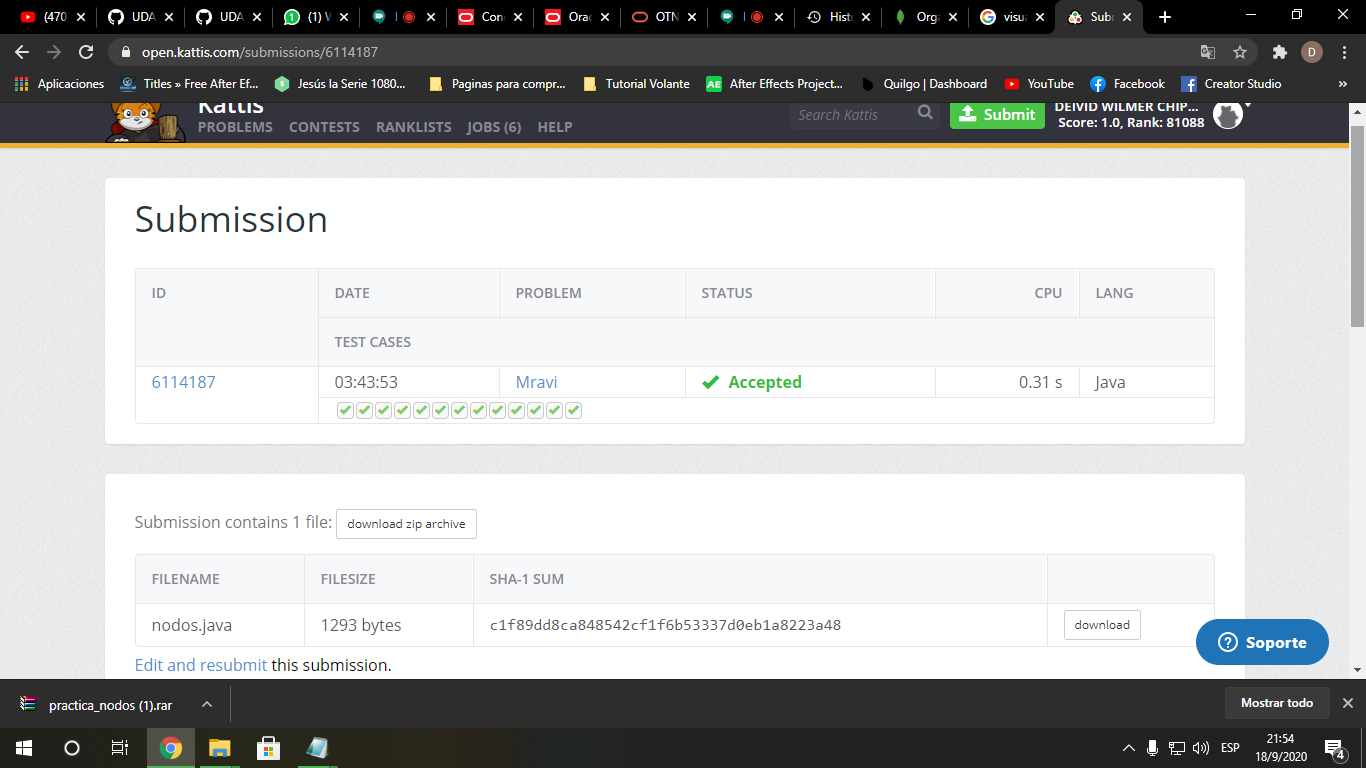 (470 UDA UDA (1) V I Con Orac OTN I Histo Orga visua Sub
open.kattis.com/submissions/6114187 D
Aplicaciones Titles » Free After Ef... Jesús la Serie 1080... Paginas para compr... Tutorial Volante AE After Effects Project... Quilgo | Dashboard YouTube Facebook Creator Studio »
Kattis
PROBLEMS CONTESTS RANKLISTS JOBS (6) HELP Search Kattis Submit DEIVID WILMER CHIP...
Score: 1.0, Rank: 81088
Submission
ID DATE PROBLEM STATUS CPU LANG
TEST CASES
6114187 03:43:53 Mravi Accepted 0.31 s Java
Submission contains 1 file: download zip archive
FILENAME FILESIZE SHA-1 SUM
nodos.java 1293 bytes c1f89dd8ca848542cf1f6b53337d0eb1a8223a48 download
Soporte
Edit and resubmit this submission.
practica_nodos (1).rar Mostrar todo
ESP 21:54
18/9/2020 4